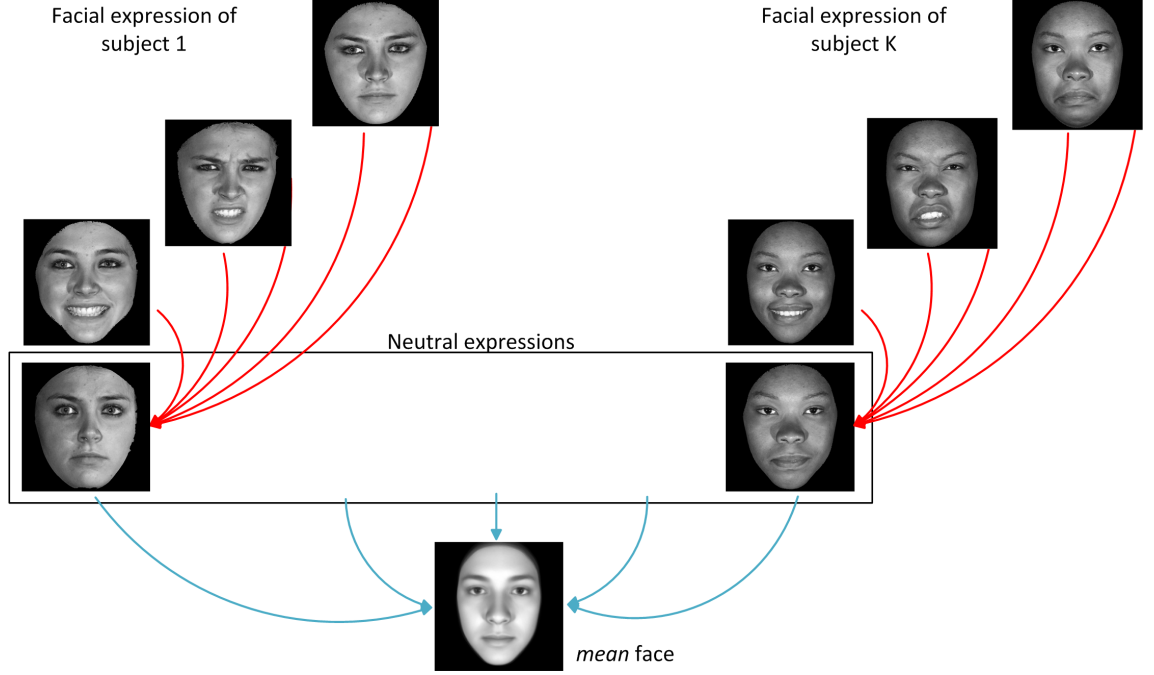 Facial expression of
subject 1
Facial expression of
subject K
Neutral expressions
mean face